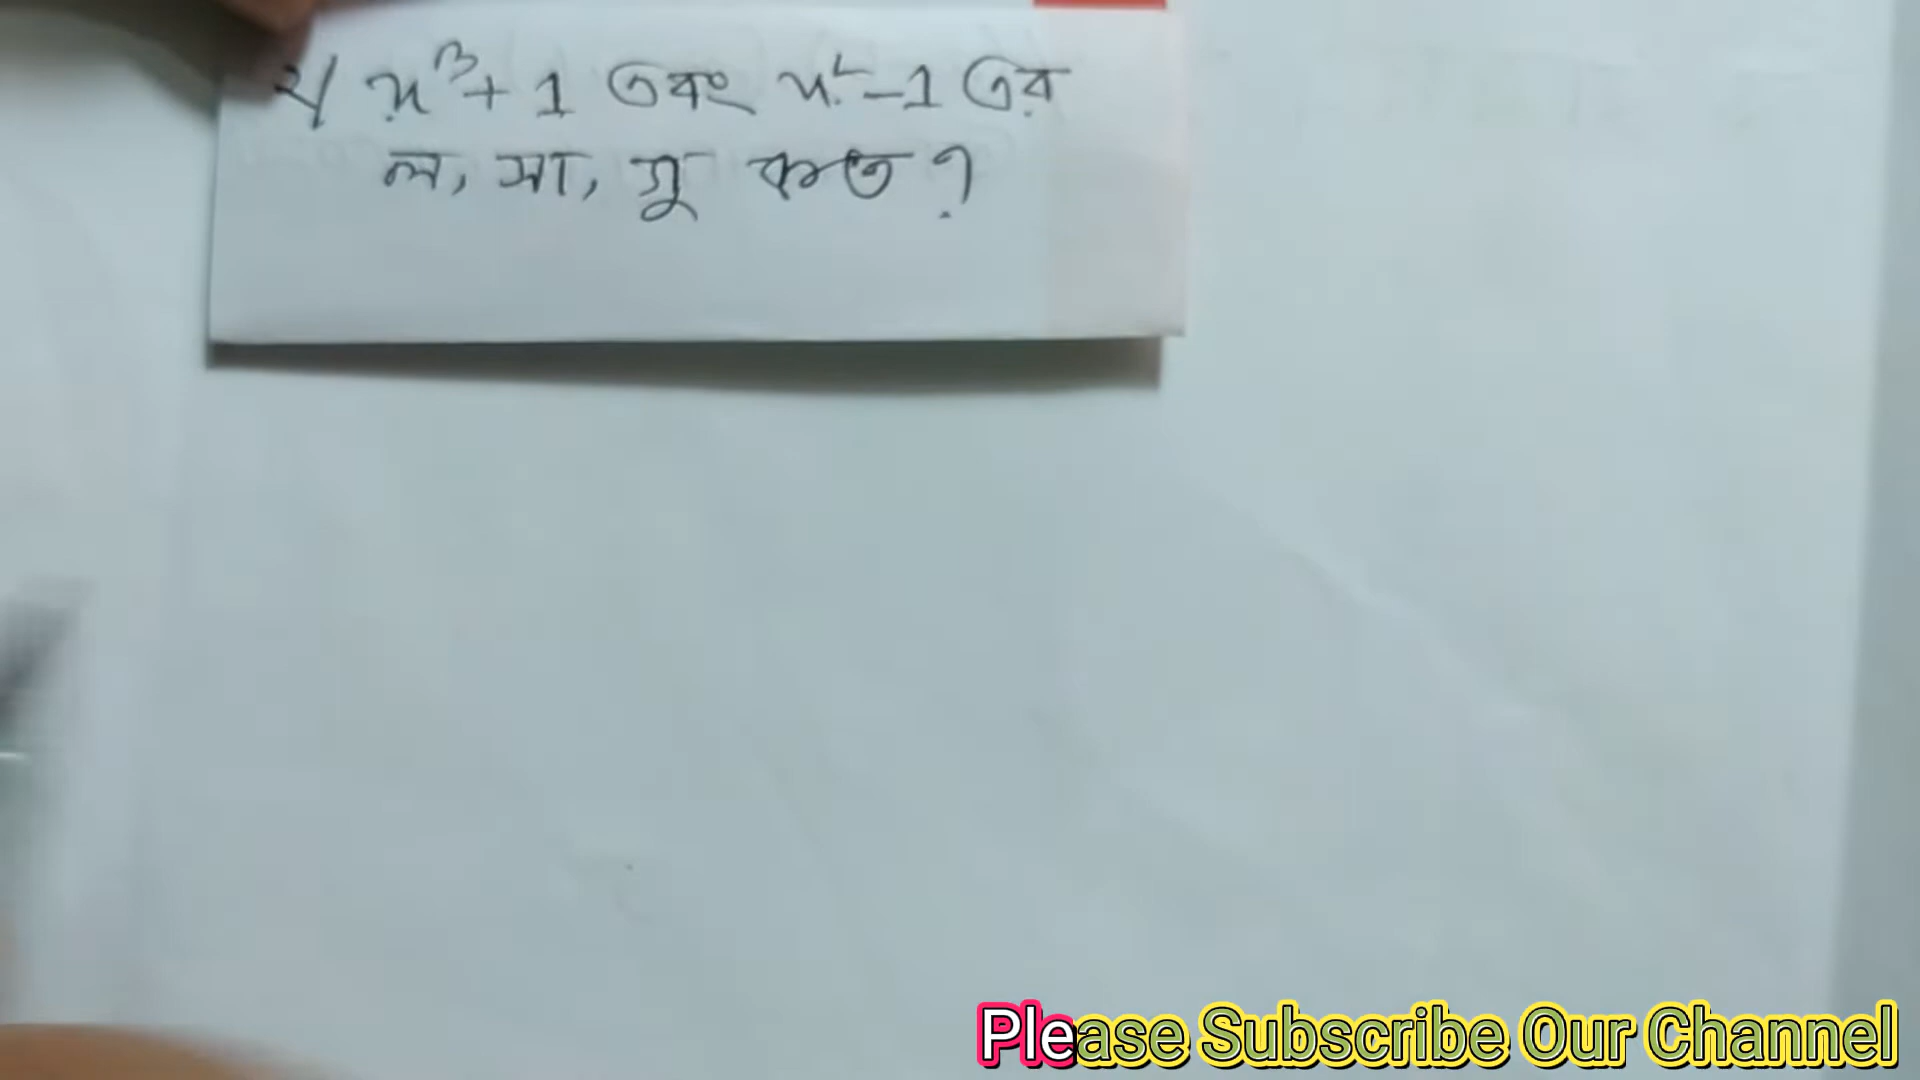 ২/ x³+1 এবং x²-1 এর
ল, সা, গু কত?
Please Subscribe Our Channel